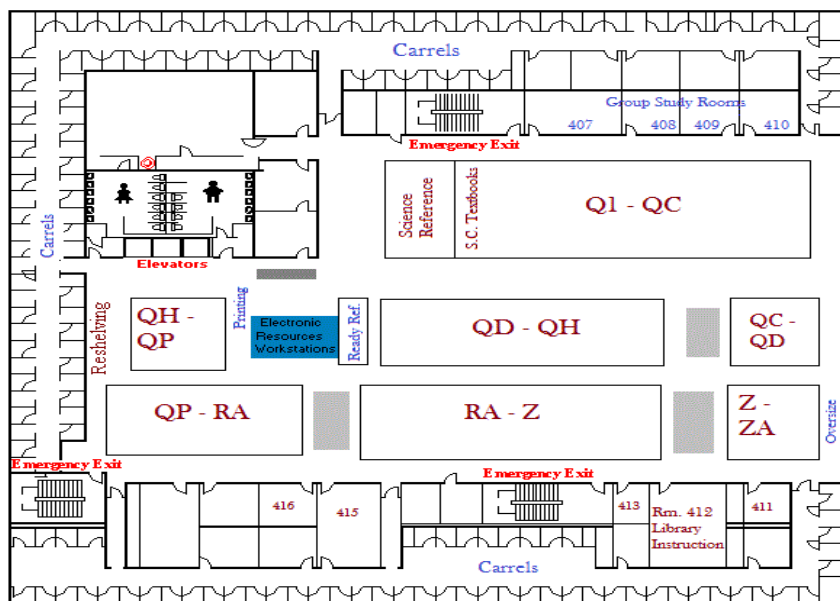 Carrels
Group Study Rooms
407
408
409
410
Emergency Exit
Carrels
Science
Reference
S.C. Textbooks
Q1 - QC
Elevators
Reshelving
QH -
QP
Printing
Electronic
Resources
Workstations
Ready Ref.
QD - QH
QC -
QD
QP - RA
RA - Z
Z -
ZA
Oversize
Emergency Exit
Emergency Exit
416
415
413
Rm. 412
Library
Instruction
411
Carrels